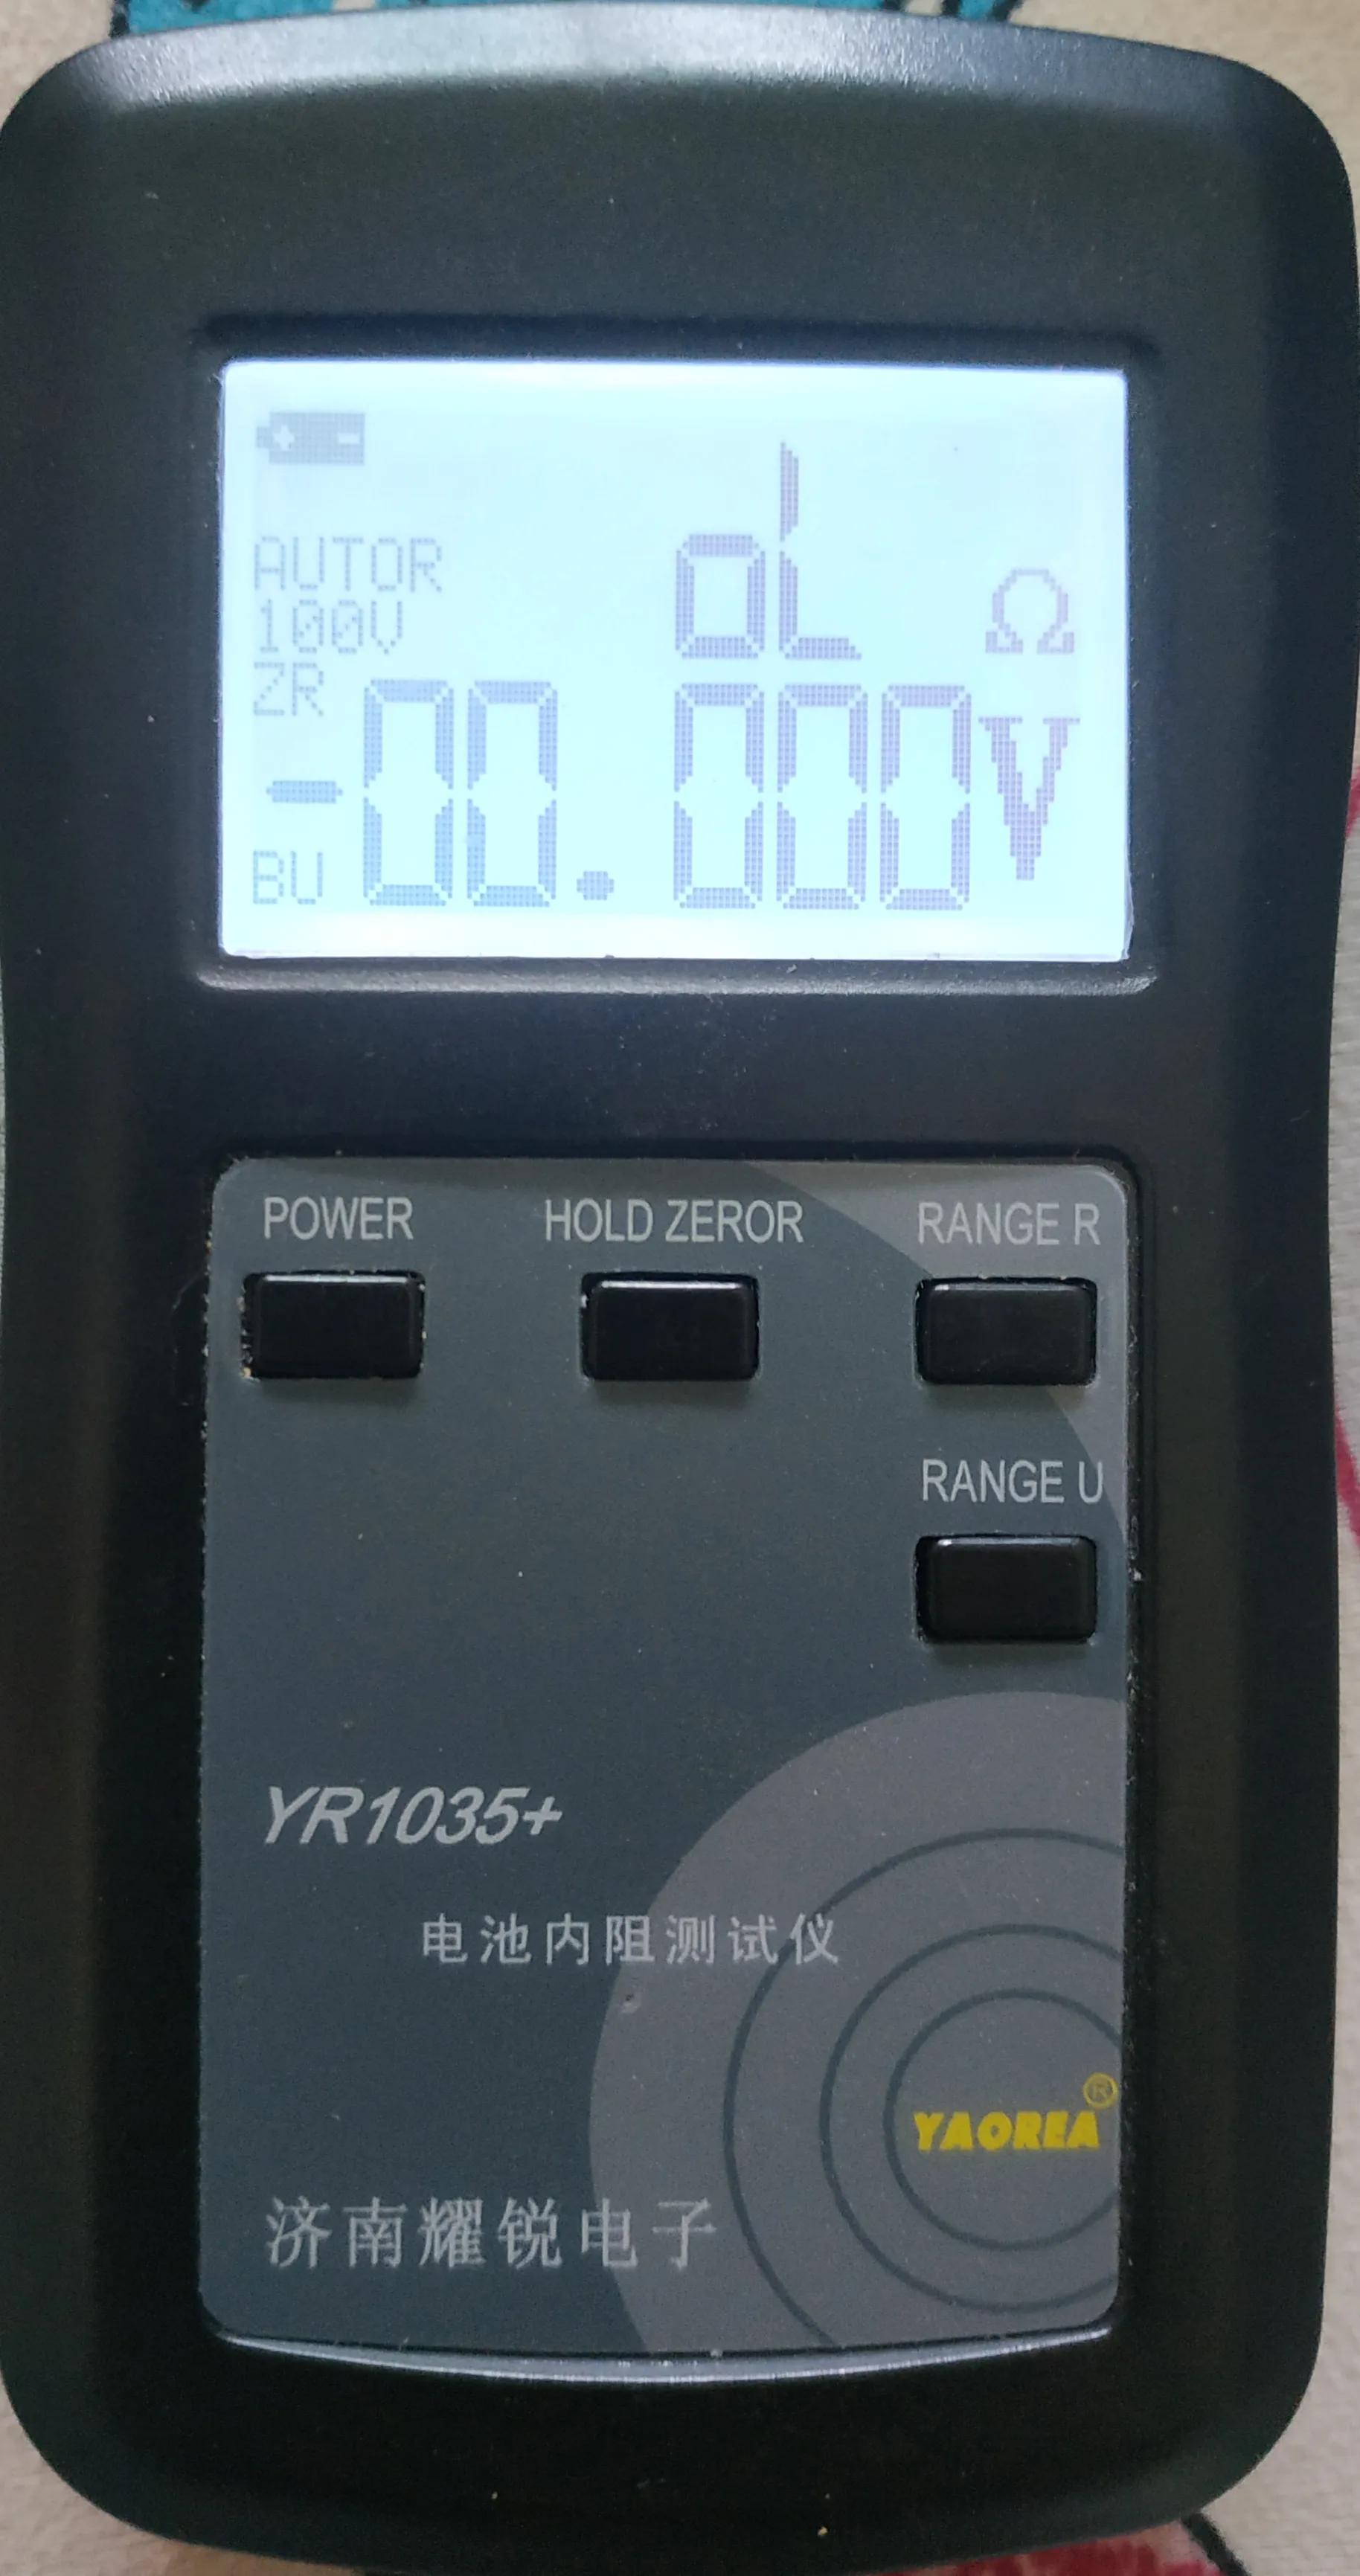 + -
AUTOR
oL Ω
100V
ZR
-00.000V
BU
POWER HOLD ZEROR RANGE R
RANGE U
YR1035+
电池内阻测试仪
YAOREA®
济南耀锐电子